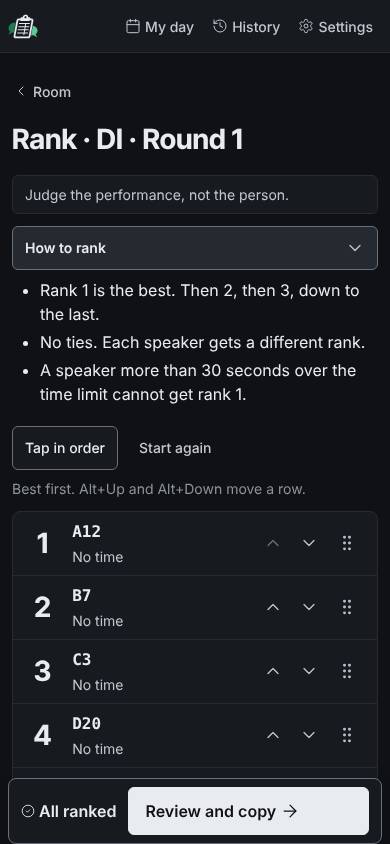 My day
History
Settings
Room
Rank · DI · Round 1
Judge the performance, not the person.
How to rank
• Rank 1 is the best. Then 2, then 3, down to
the last.
• No ties. Each speaker gets a different rank.
• A speaker more than 30 seconds over the
time limit cannot get rank 1.
Tap in order
Start again
Best first. Alt+Up and Alt+Down move a row.
1
A12
No time
2
B7
No time
3
C3
No time
4
D20
No time
All ranked
Review and copy →